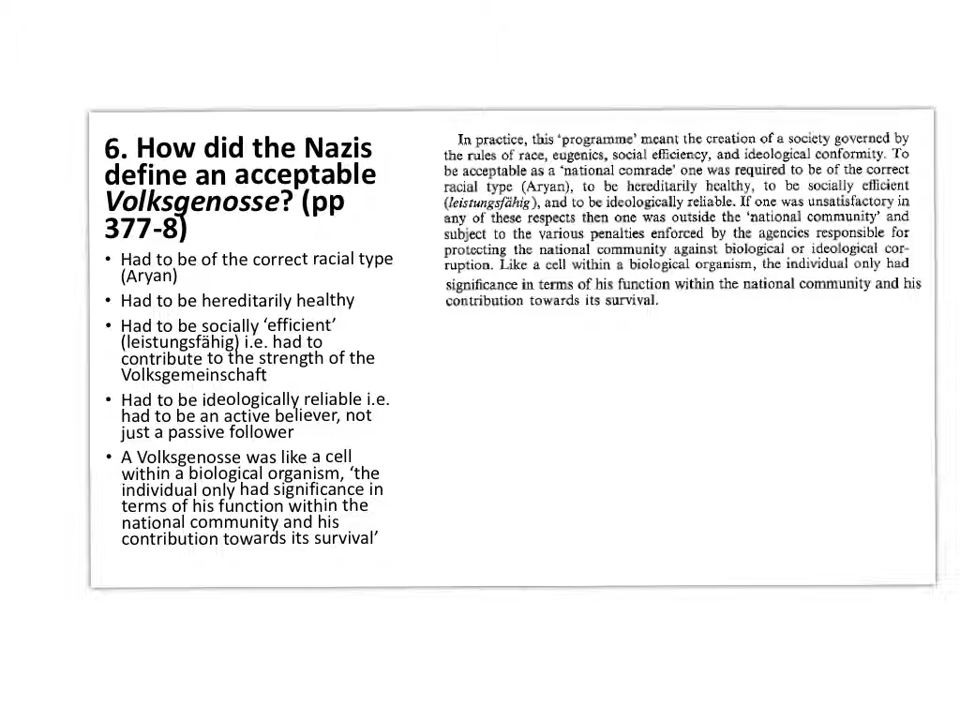 6. How did the Nazis
define an acceptable
Volksgenosse? (pp
377-8)
• Had to be of the correct racial type
(Aryan)
• Had to be hereditarily healthy
• Had to be socially ‘efficient’
(leistungsfähig) i.e. had to
contribute to the strength of the
Volksgemeinschaft
• Had to be ideologically reliable i.e.
had to be an active believer, not
just a passive follower
• A Volksgenosse was like a cell
within a biological organism, ‘the
individual only had significance in
terms of his function within the
national community and his
contribution towards its survival’
In practice, this ‘programme’ meant the creation of a society governed by
the rules of race, eugenics, social efficiency, and ideological conformity. To
be acceptable as a ‘national comrade’ one was required to be of the correct
racial type (Aryan), to be hereditarily healthy, to be socially efficient
(leistungsfähig), and to be ideologically reliable. If one was unsatisfactory in
any of these respects then one was outside the ‘national community’ and
subject to the various penalties enforced by the agencies responsible for
protecting the national community against biological or ideological cor-
ruption. Like a cell within a biological organism, the individual only had
significance in terms of his function within the national community and his
contribution towards its survival.